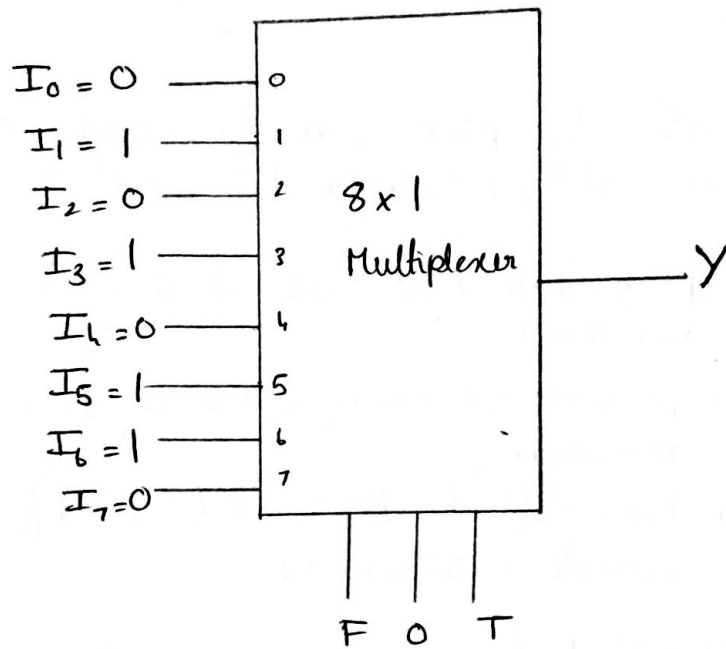 I₀ = 0 0
I₁ = 1 1
I₂ = 0 2
I₃ = 1 3
I₄ = 0 4
I₅ = 1 5
I₆ = 1 6
I₇ = 0 7
8 x 1
Multiplexer
Y
F O T